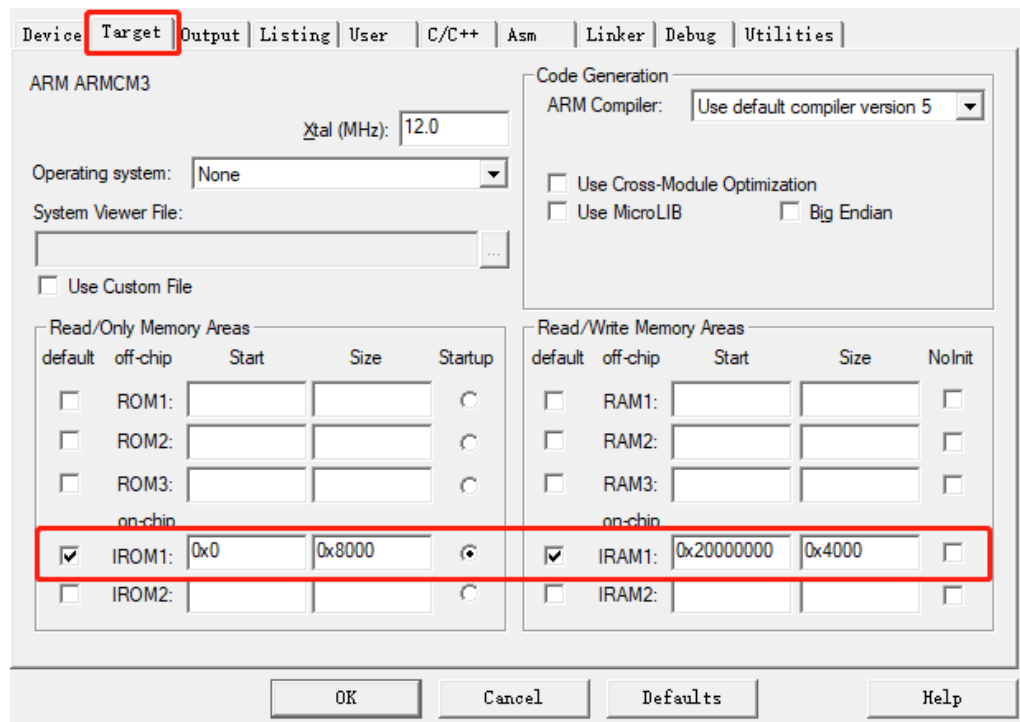 Device Target Output Listing User C/C++ Asm Linker Debug Utilities
ARM ARMCM3
Xtal (MHz): 12.0
Operating system: None
System Viewer File:
...
Use Custom File
Code Generation
ARM Compiler: Use default compiler version 5
Use Cross-Module Optimization
Use MicroLIB Big Endian
Read/Only Memory Areas
default off-chip Start Size Startup
ROM1:
ROM2:
ROM3:
on-chip
IROM1: 0x0 0x8000
IROM2:
Read/Write Memory Areas
default off-chip Start Size NoInit
RAM1:
RAM2:
RAM3:
on-chip
IRAM1: 0x20000000 0x4000
IRAM2:
OK Cancel Defaults Help